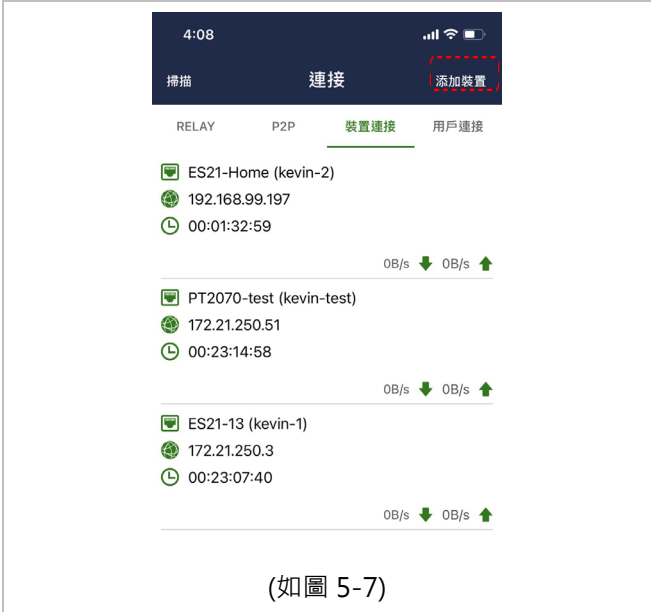 4:08
掃描 連接 添加裝置
RELAY P2P 裝置連接 用戶連接
ES21-Home (kevin-2)
192.168.99.197
00:01:32:59
0B/s 0B/s
PT2070-test (kevin-test)
172.21.250.51
00:23:14:58
0B/s 0B/s
ES21-13 (kevin-1)
172.21.250.3
00:23:07:40
0B/s 0B/s
(如圖 5-7)